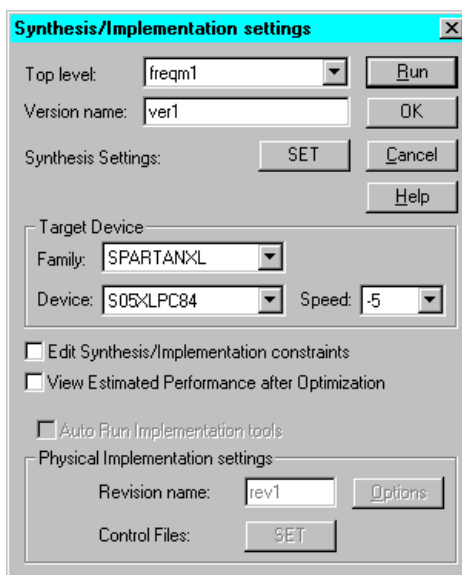 Synthesis/Implementation settings
Top level: freqm1 Run
Version name: ver1 OK
Synthesis Settings: SET Cancel
Help
Target Device
Family: SPARTANXL
Device: S05XLPC84 Speed: -5
Edit Synthesis/Implementation constraints
View Estimated Performance after Optimization
Auto Run Implementation tools
Physical Implementation settings
Revision name: rev1 Options
Control Files: SET